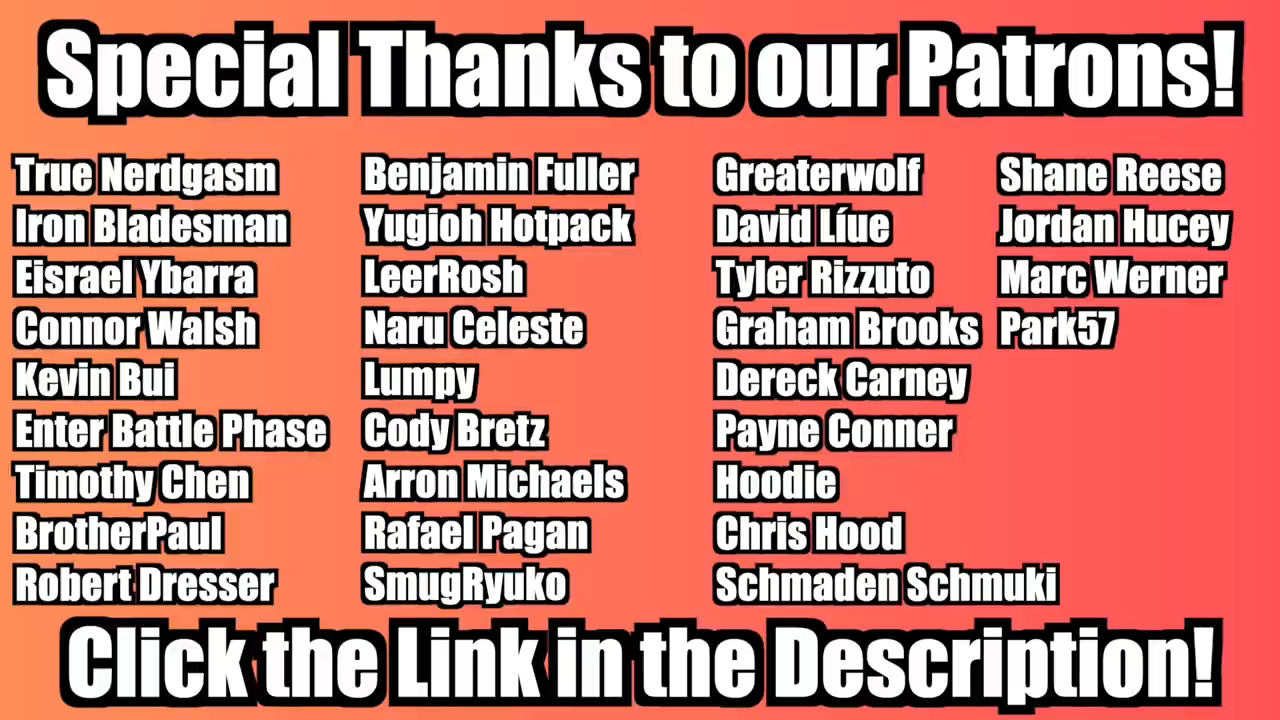 Special Thanks to our Patrons!
True Nerdgasm
Iron Bladesman
Eisrael Ybarra
Connor Walsh
Kevin Bui
Enter Battle Phase
Timothy Chen
BrotherPaul
Robert Dresser
Benjamin Fuller
Yugioh Hotpack
LeerRosh
Naru Celeste
Lumpy
Cody Bretz
Arron Michaels
Rafael Pagan
SmugRyuko
Greaterwolf
David Líue
Tyler Rizzuto
Graham Brooks
Dereck Carney
Payne Conner
Hoodie
Chris Hood
Schmaden Schmuki
Shane Reese
Jordan Hucey
Marc Werner
Park57
Click the Link in the Description!